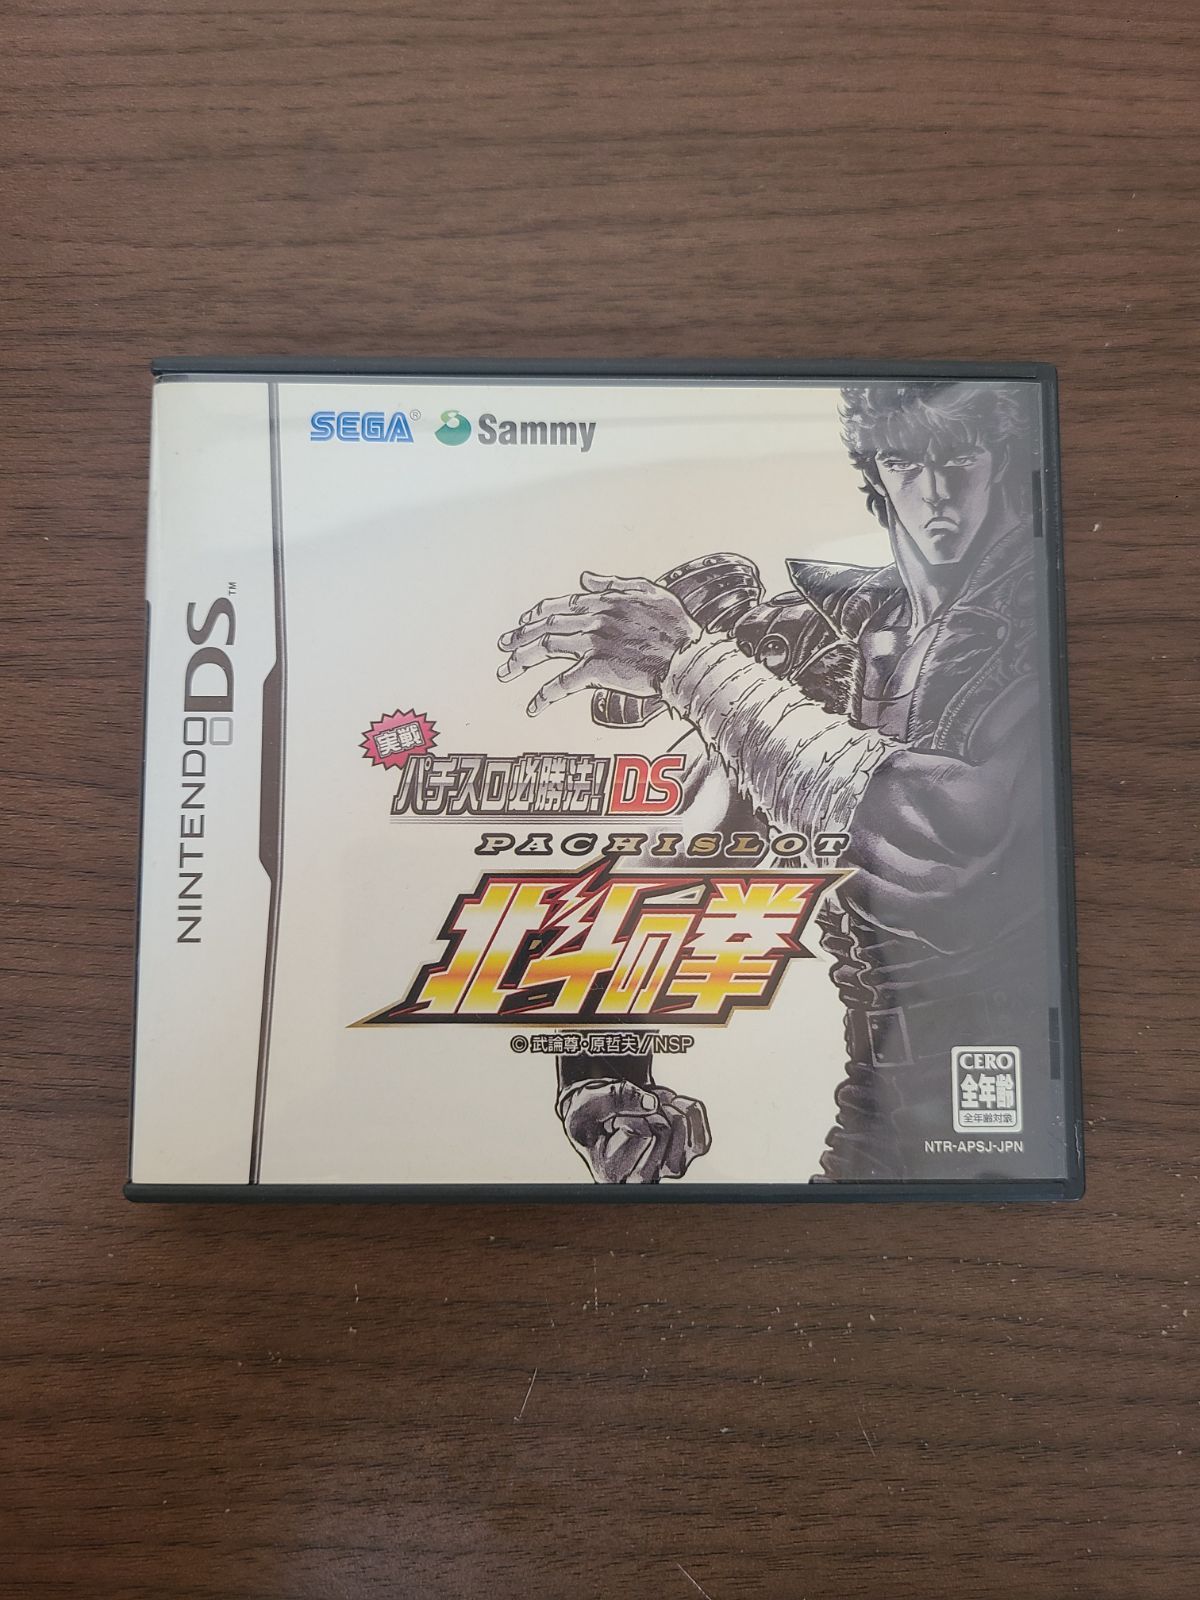 SEGA®
Sammy
NINTENDO DS™
実戦
パチスロ必勝法!DS
PACHISLOT
北斗の拳
© 武論尊・原哲夫/NSP
CERO
全年齢
全年齢対象
NTR-APSJ-JPN